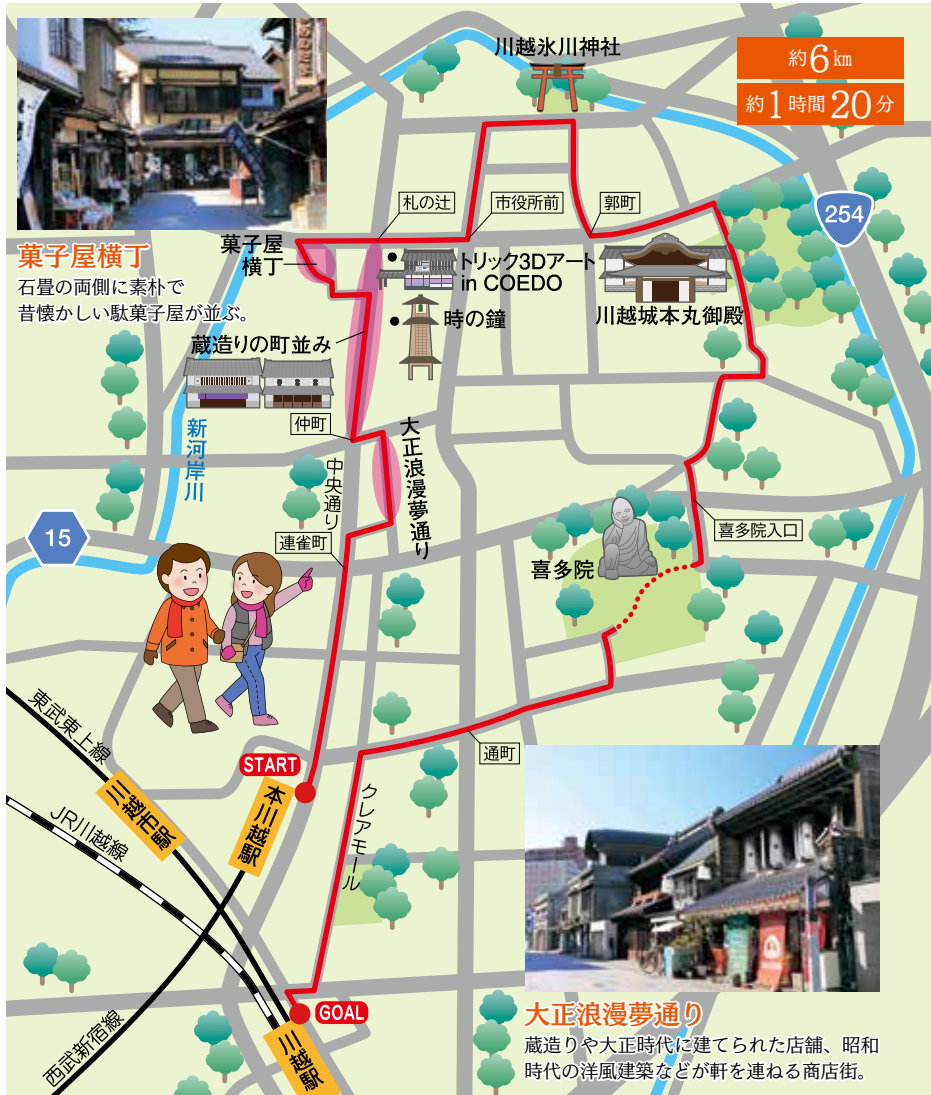 川越氷川神社
約6km
約1時間20分
札の辻
市役所前
郭町
254
菓子屋
横丁
トリック3Dアート
in COEDO
川越城本丸御殿
菓子屋横丁
石畳の両側に素朴で
昔懐かしい駄菓子屋が並ぶ。
時の鐘
蔵造りの町並み
仲町
新河岸川
大正浪漫夢通り
中央通り
15
連雀町
喜多院入口
喜多院
東武東上線
START
通町
川越市駅
本川越駅
JR川越線
クレアモール
西武新宿線
GOAL
川越駅
大正浪漫夢通り
蔵造りや大正時代に建てられた店舗、昭和
時代の洋風建築などが軒を連ねる商店街。